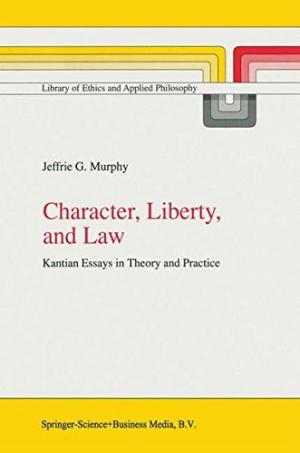 Library of Ethics and Applied Philosophy
Jeffrie G. Murphy
Character, Liberty,
and Law
Kantian Essays in Theory and Practice
Springer-Science+Business Media, B.V.